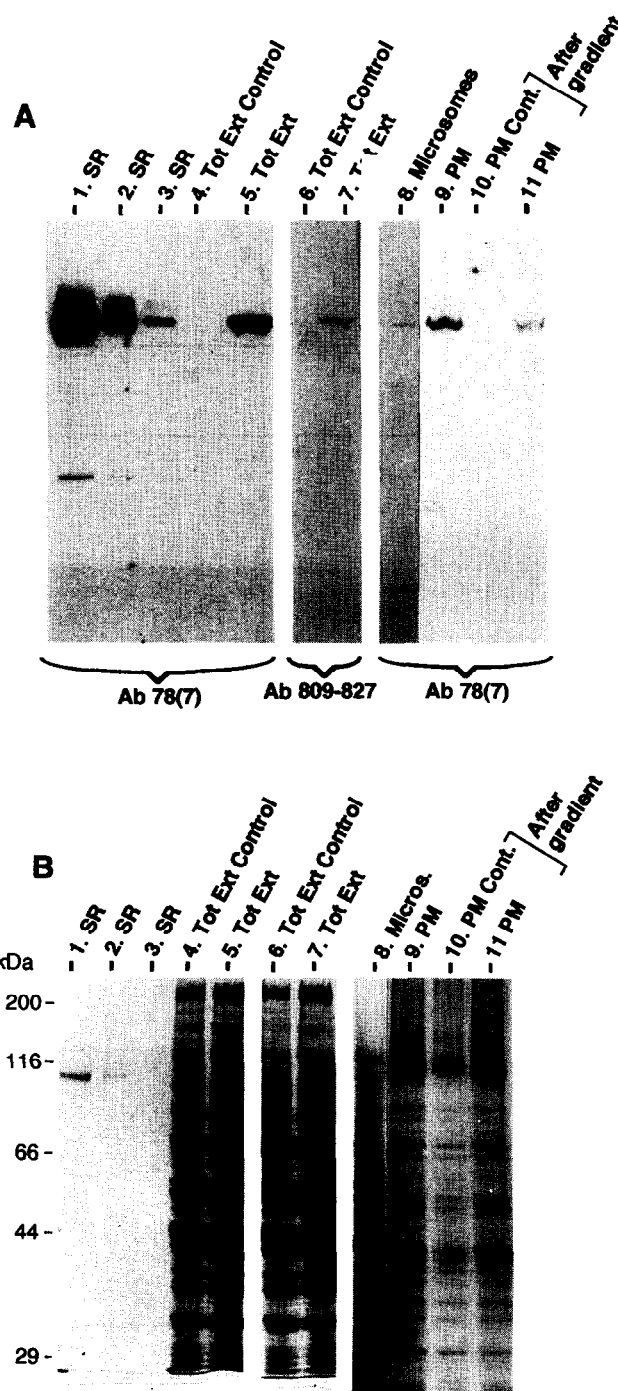 A
1. SR
2. SR
3. SR
4. Tot Ext Control
5. Tot Ext
6. Tot Ext Control
7. Ext
8. Microsomes
9. PM
10. PM Cont.
11 PM
After gradient
Ab 78(7)
Ab 809-827
Ab 78(7)
B
kDa
1. SR
2. SR
3. SR
4. Tot Ext Control
5. Tot Ext
6. Tot Ext Control
7. Tot Ext
8. Micros.
9. PM
10. PM Cont.
11 PM
After gradient
200
116
66
44
29